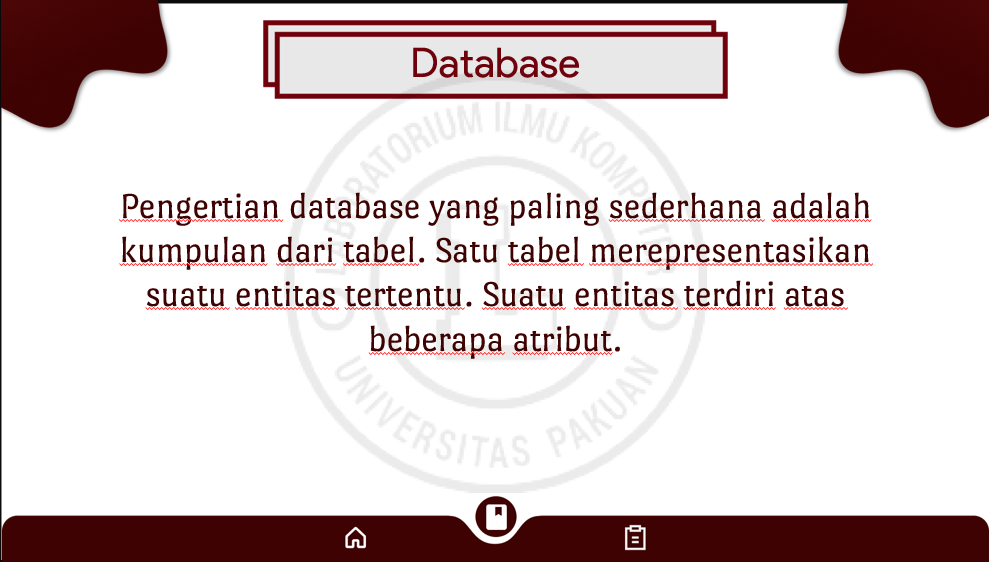 Database
Pengertian database yang paling sederhana adalah
kumpulan dari tabel. Satu tabel merepresentasikan
suatu entitas tertentu. Suatu entitas terdiri atas
beberapa atribut.
LABORATORIUM ILMU KOMPUTER
UNIVERSITAS PAKUAN